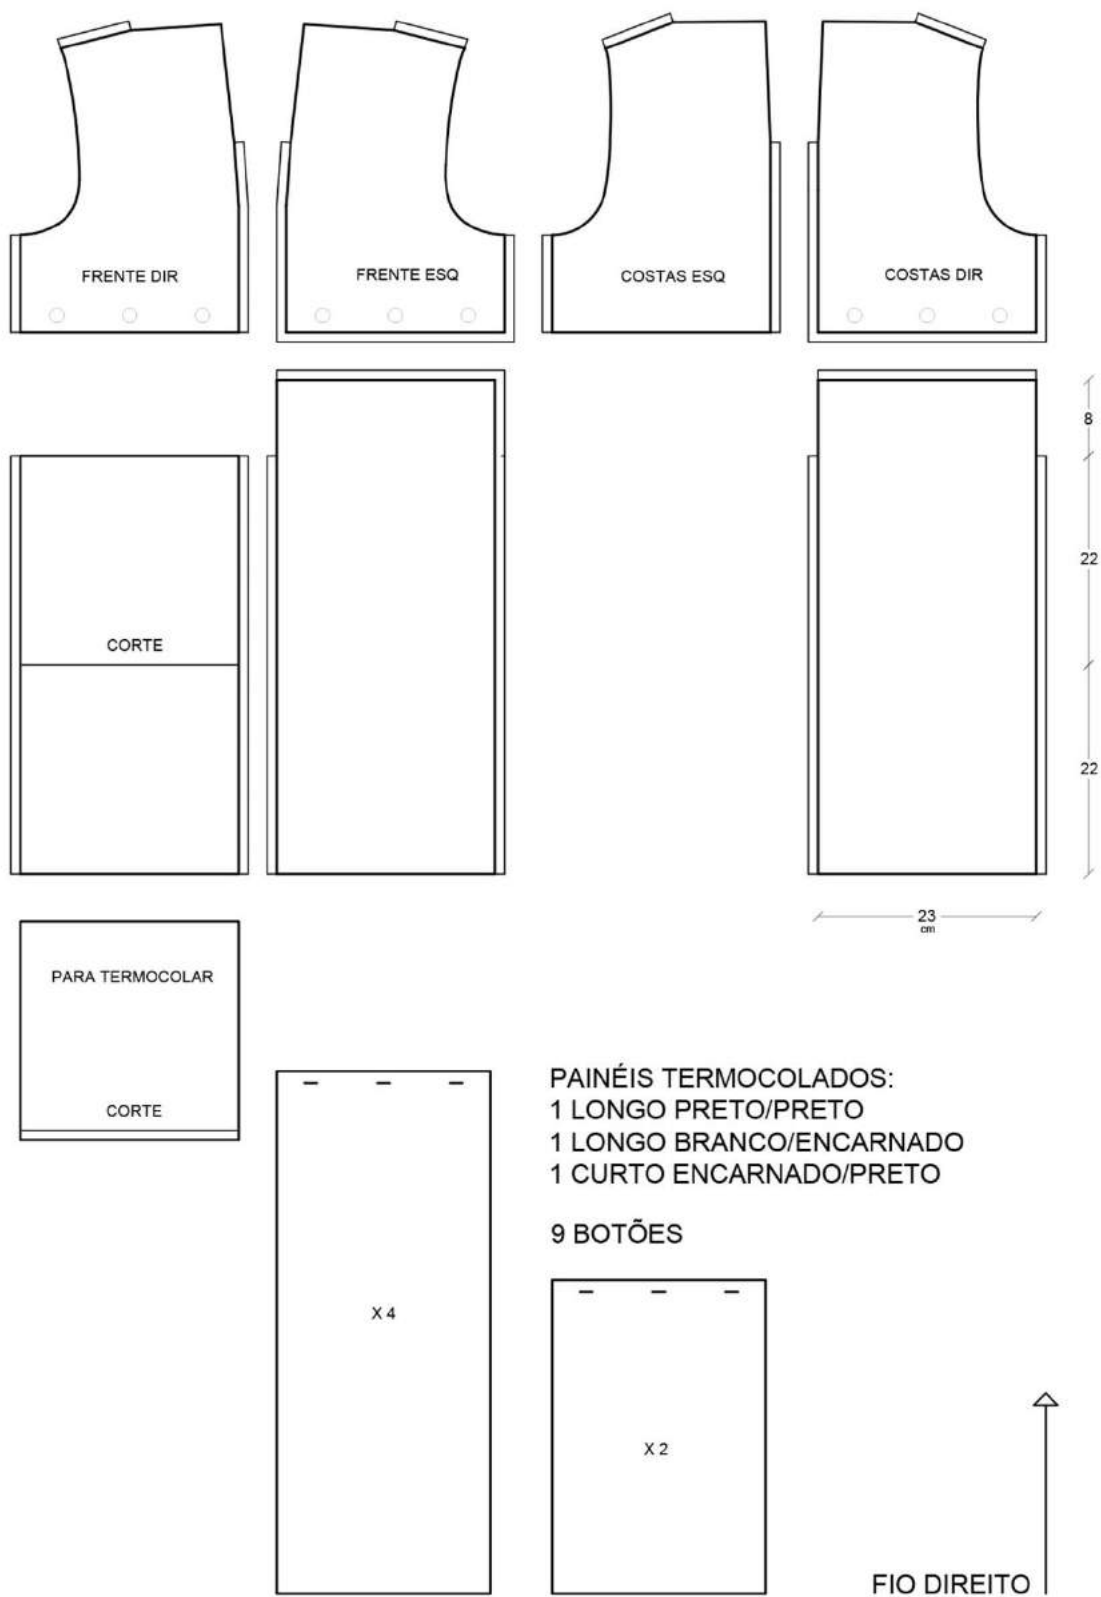 FRENTE DIR
FRENTE ESQ
COSTAS ESQ
COSTAS DIR
8
22
CORTE
22
23
cm
PARA TERMOCOLAR
CORTE
PAINÉIS TERMOCOLADOS:
1 LONGO PRETO/PRETO
1 LONGO BRANCO/ENCARNADO
1 CURTO ENCARNADO/PRETO
9 BOTÕES
X 4
X 2
FIO DIREITO